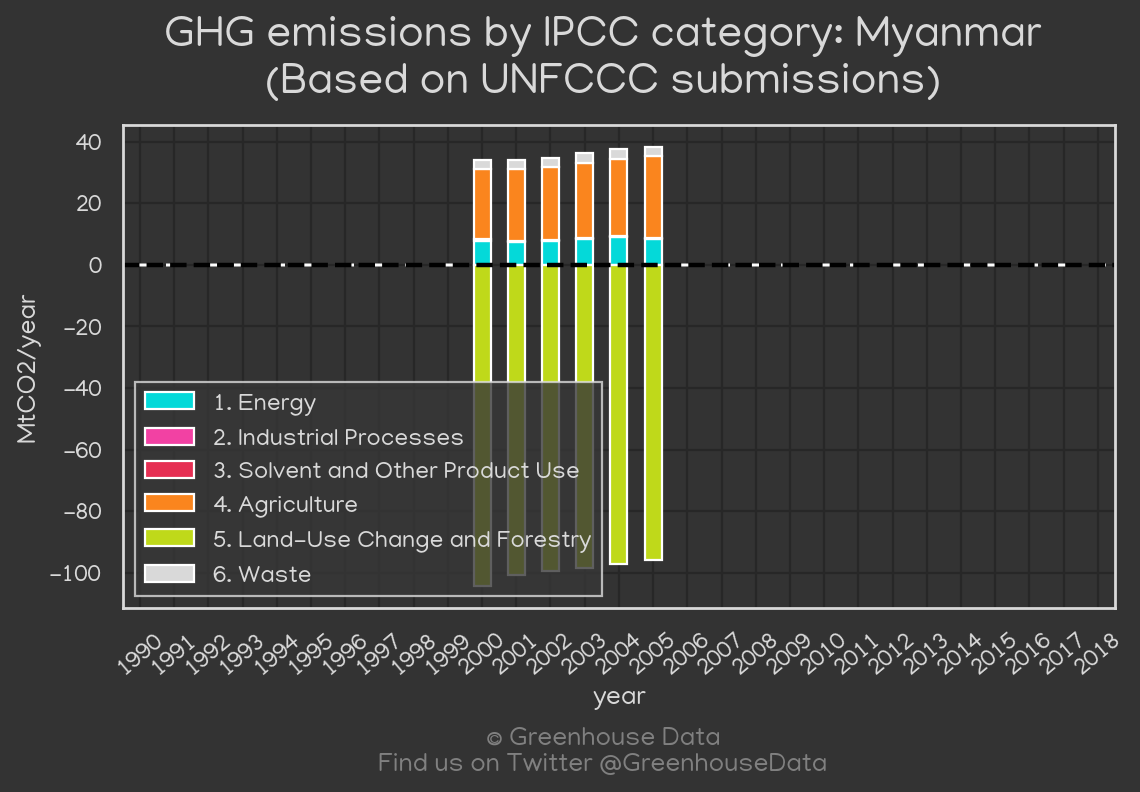 GHG emissions by IPCC category: Myanmar
(Based on UNFCCC submissions)
40
20
0
−20
−40
−60
−80
−100
MtCO2/year
1. Energy
2. Industrial Processes
3. Solvent and Other Product Use
4. Agriculture
5. Land-Use Change and Forestry
6. Waste
1990 1991 1992 1993 1994 1995 1996 1997 1998 1999 2000 2001 2002 2003 2004 2005 2006 2007 2008 2009 2010 2011 2012 2013 2014 2015 2016 2017 2018
year
© Greenhouse Data
Find us on Twitter @GreenhouseData